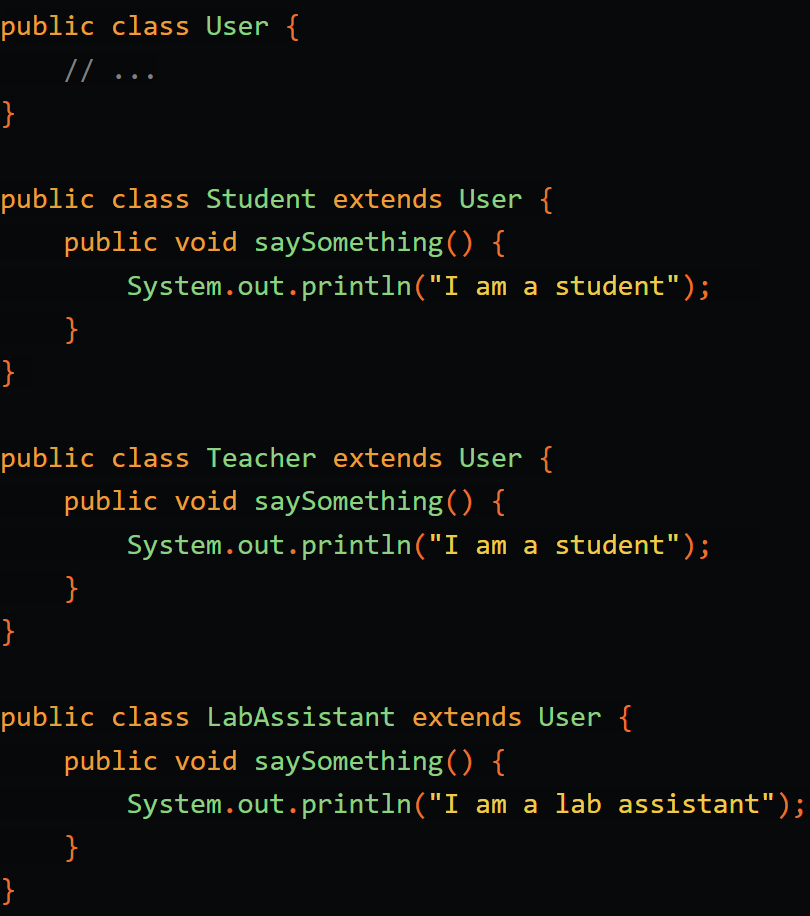 public class User {
    // ...
}

public class Student extends User {
    public void saySomething() {
        System.out.println("I am a student");
    }
}

public class Teacher extends User {
    public void saySomething() {
        System.out.println("I am a student");
    }
}

public class LabAssistant extends User {
    public void saySomething() {
        System.out.println("I am a lab assistant");
    }
}